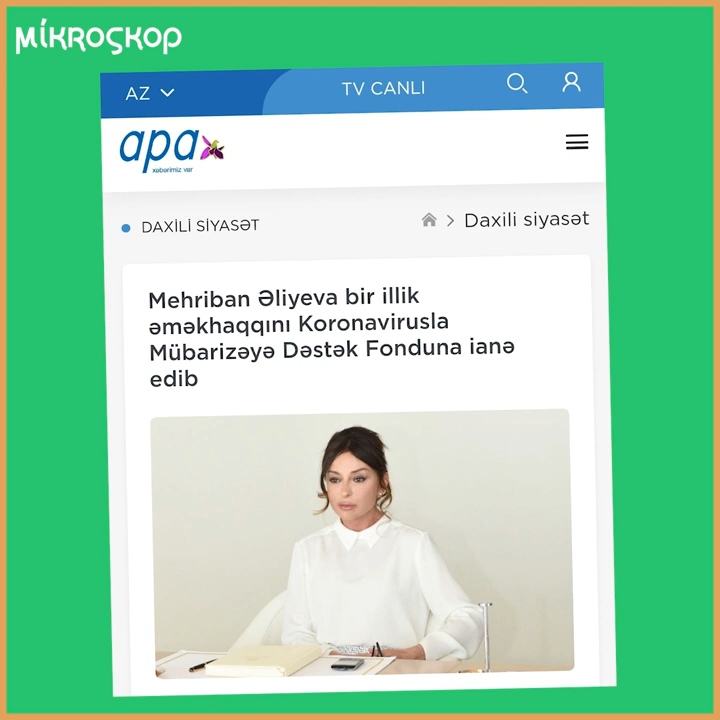 MİKROSKOP
AZ
TV CANLI
apa
xəbərimiz var
DAXİLİ SİYASƏT
Daxili siyasət
Mehriban Əliyeva bir illik
əməkhaqqını Koronavirusla
Mübarizəyə Dəstək Fonduna ianə
edib